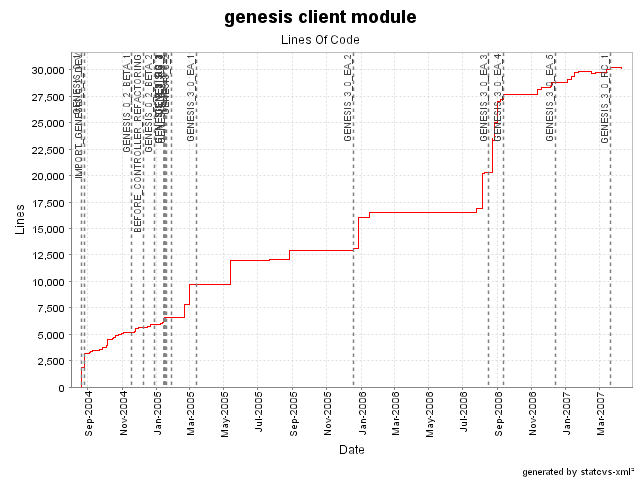 genesis client module
Lines Of Code
Lines
30,000
27,500
25,000
22,500
20,000
17,500
15,000
12,500
10,000
7,500
5,000
2,500
0
GENESIS_0_2_BETA_1
BEFORE_CONTROLLER_REFACTORING
GENESIS_0_2_BETA_2
GENESIS_3_0_EA_1
GENESIS_3_0_EA_2
GENESIS_3_0_EA_3
GENESIS_3_0_EA_4
GENESIS_3_0_EA_5
GENESIS_3_0_RC_1
Sep-2004
Nov-2004
Jan-2005
Mar-2005
May-2005
Jul-2005
Sep-2005
Nov-2005
Jan-2006
Mar-2006
May-2006
Jul-2006
Sep-2006
Nov-2006
Jan-2007
Mar-2007
Date
generated by statcvs-xml²